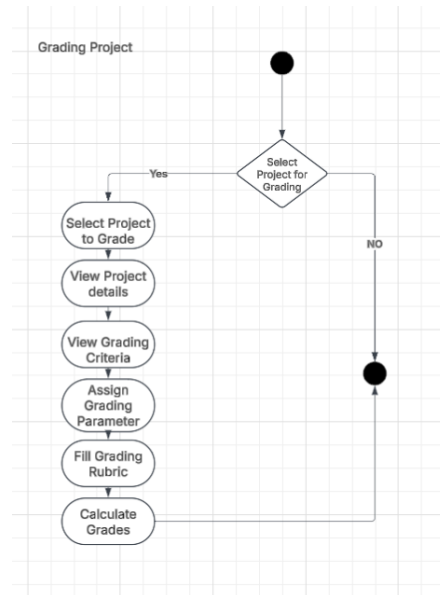 Grading Project
Select
Project for
Grading
Yes
Select Project
to Grade
NO
View Project
details
View Grading
Criteria
Assign
Grading
Parameter
Fill Grading
Rubric
Calculate
Grades